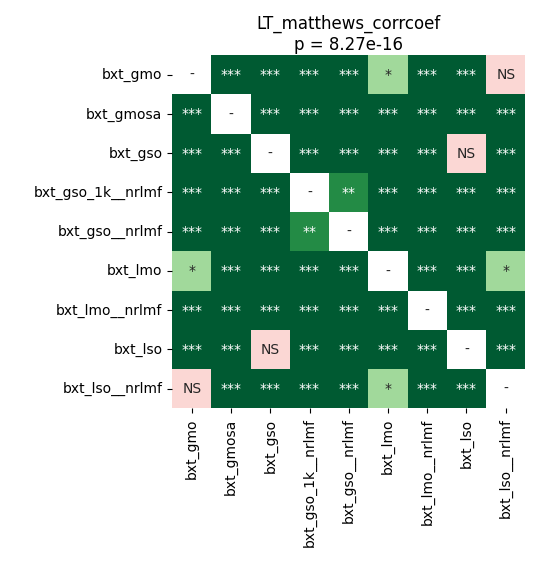 LT_matthews_corrcoef
p = 8.27e-16
bxt_gmo - *** *** *** *** * *** *** NS
bxt_gmosa *** - *** *** *** *** *** *** ***
bxt_gso *** *** - *** *** *** *** NS ***
bxt_gso_1k__nrlmf *** *** *** - ** *** *** *** ***
bxt_gso__nrlmf *** *** *** ** - *** *** *** ***
bxt_lmo * *** *** *** *** - *** *** *
bxt_lmo__nrlmf *** *** *** *** *** *** - *** ***
bxt_lso *** *** NS *** *** *** *** - ***
bxt_lso__nrlmf NS *** *** *** *** * *** *** -
bxt_gmo
bxt_gmosa
bxt_gso
bxt_gso_1k__nrlmf
bxt_gso__nrlmf
bxt_lmo
bxt_lmo__nrlmf
bxt_lso
bxt_lso__nrlmf